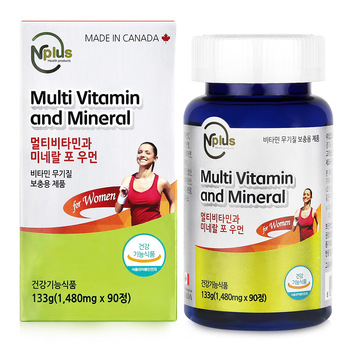 Nplus
Health products
MADE IN CANADA
Multi Vitamin
and Mineral
멀티비타민과
미네랄 포 우먼
비타민 무기질
보충용 제품
for Women
건강
기능식품
건강기능식품
133g(1,480mg x 90정)
Nplus
비타민 무기질 보충용 제품
Multi Vitamin
and Mineral
멀티비타민과
미네랄 포 우먼
for Women
건강
기능식품
건강기능식품
133g(1,480mg x 90정)